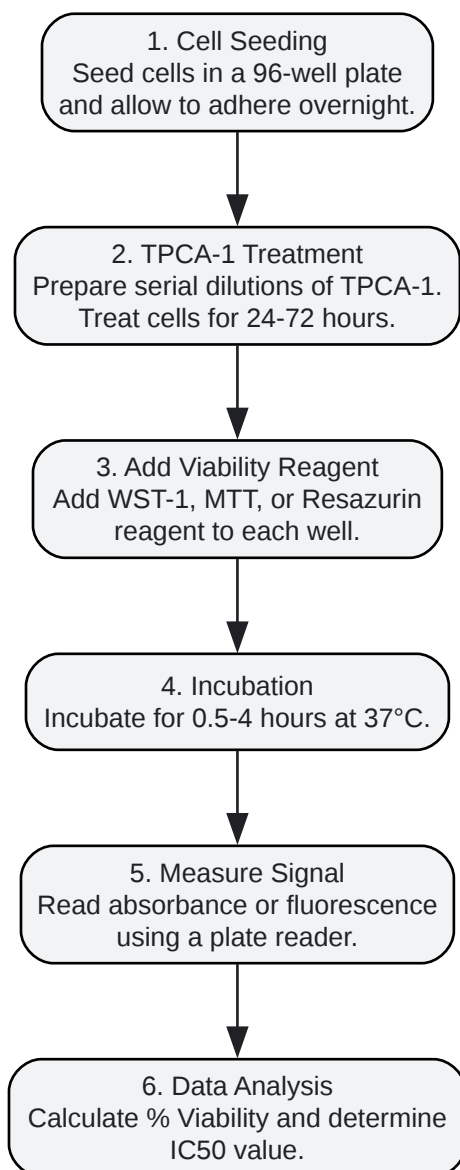 1. Cell Seeding
Seed cells in a 96-well plate
and allow to adhere overnight.
2. TPCA-1 Treatment
Prepare serial dilutions of TPCA-1.
Treat cells for 24-72 hours.
3. Add Viability Reagent
Add WST-1, MTT, or Resazurin
reagent to each well.
4. Incubation
Incubate for 0.5-4 hours at 37°C.
5. Measure Signal
Read absorbance or fluorescence
using a plate reader.
6. Data Analysis
Calculate % Viability and determine
IC50 value.